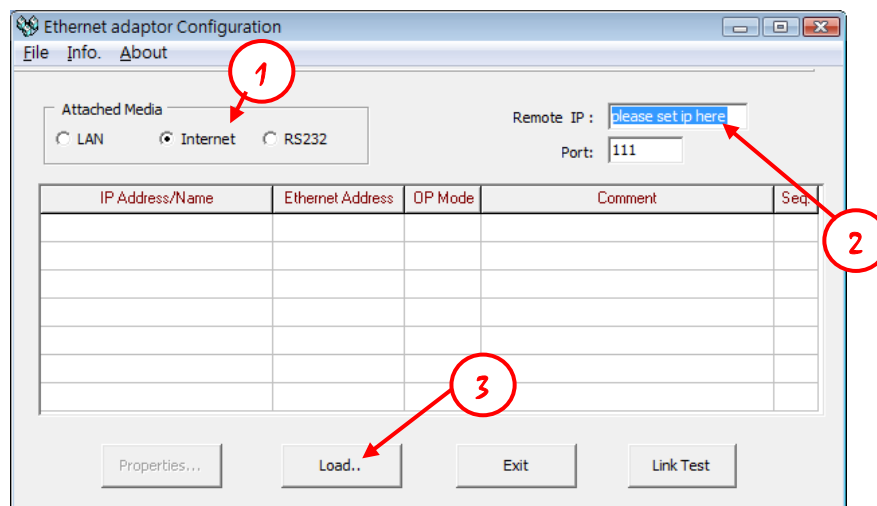 Ethernet adaptor Configuration
File Info. About
1
Attached Media
LAN Internet RS232
Remote IP : please set ip here
Port: 111
IP Address/Name Ethernet Address OP Mode Comment Seq.
2
3
Properties... Load.. Exit Link Test